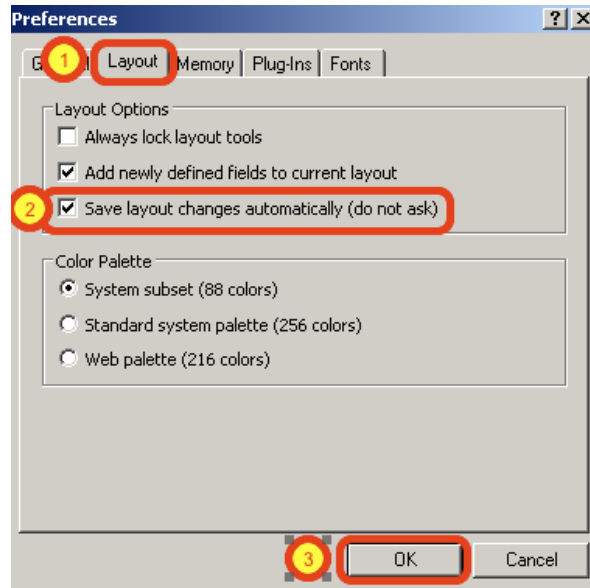 Preferences
1
Layout
Memory
Plug-Ins
Fonts
Layout Options
Always lock layout tools
Add newly defined fields to current layout
2
Save layout changes automatically (do not ask)
Color Palette
System subset (88 colors)
Standard system palette (256 colors)
Web palette (216 colors)
3
OK
Cancel